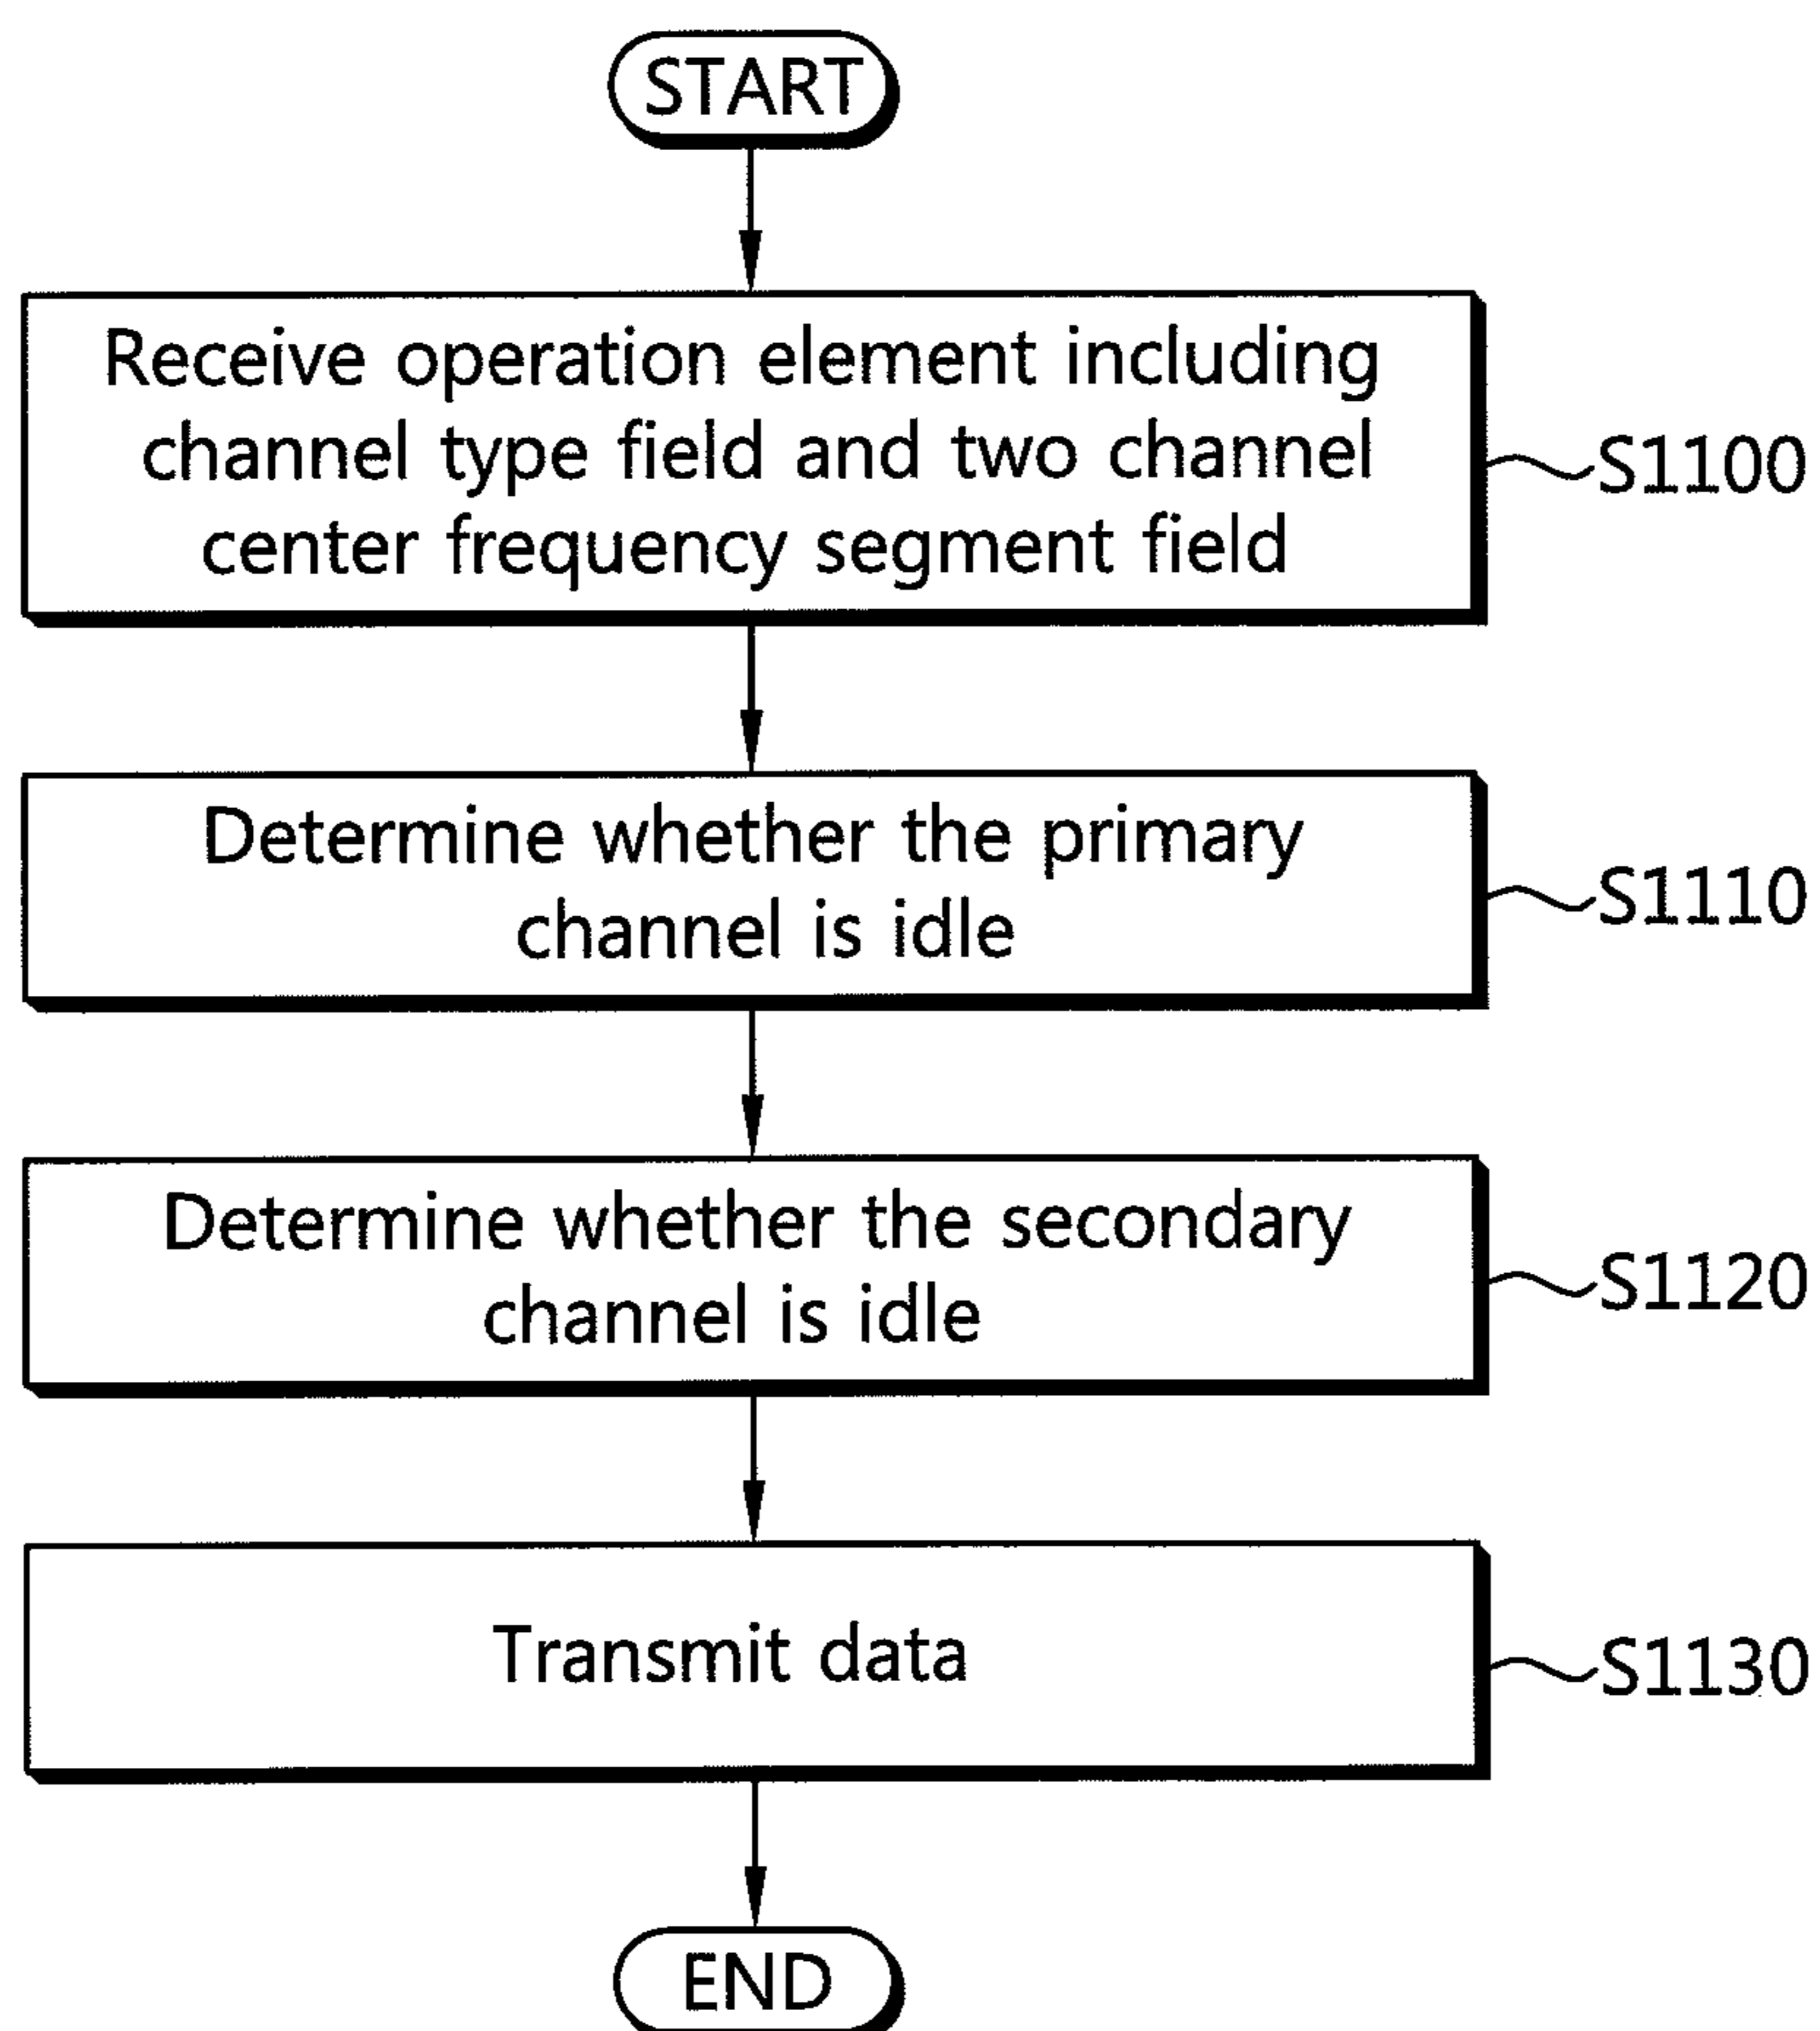 START
Receive operation element including
channel type field and two channel
center frequency segment field
S1100
Determine whether the primary
channel is idle
S1110
Determine whether the secondary
channel is idle
S1120
Transmit data
S1130
END